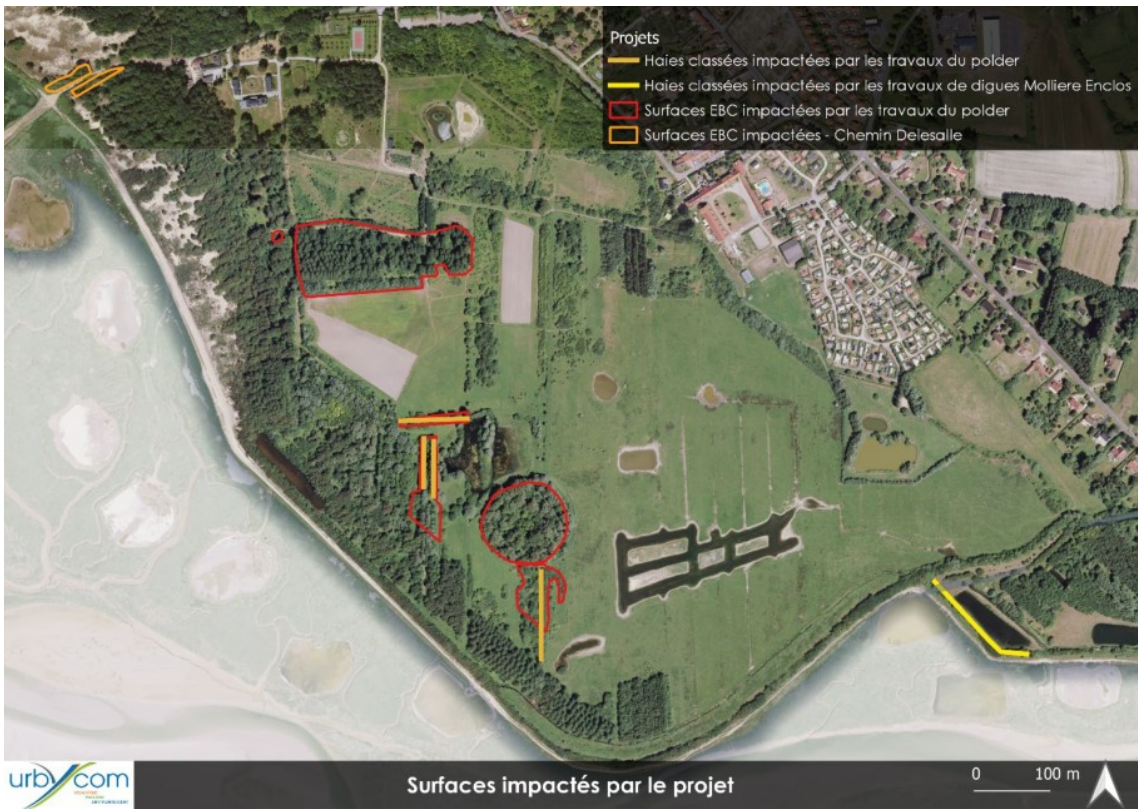 Projets
Haies classées impactées par les travaux du polder
Haies classées impactées par les travaux de digues Molliere Enclos
Surfaces EBC impactées par les travaux du polder
Surfaces EBC impactées - Chemin Delesalle
urbycom
Surfaces impactés par le projet
0 100 m